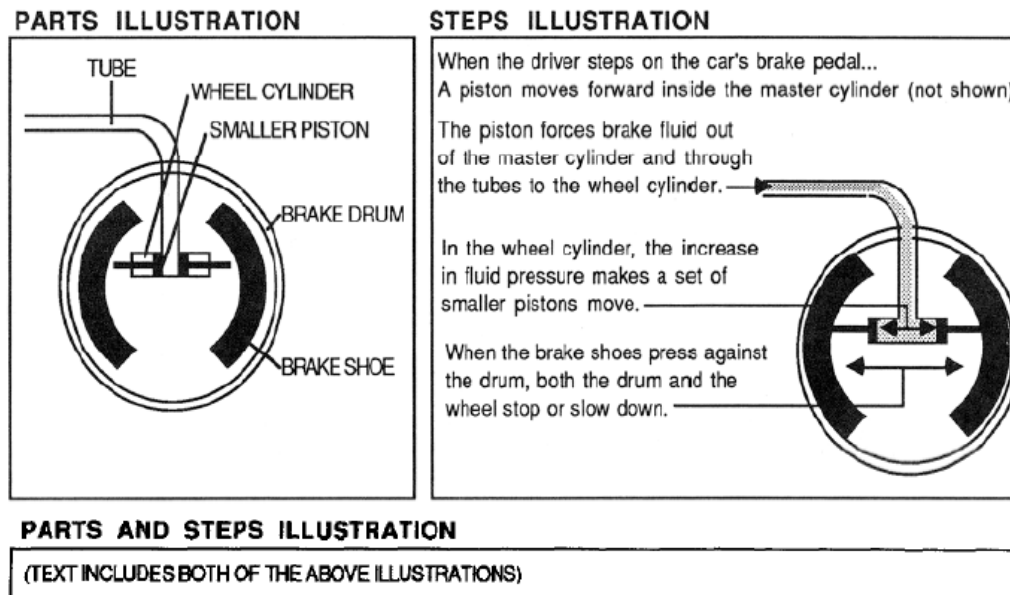 PARTS ILLUSTRATION
TUBE
WHEEL CYLINDER
SMALLER PISTON
BRAKE DRUM
BRAKE SHOE
STEPS ILLUSTRATION
When the driver steps on the car's brake pedal...
A piston moves forward inside the master cylinder (not shown)
The piston forces brake fluid out
of the master cylinder and through
the tubes to the wheel cylinder.
In the wheel cylinder, the increase
in fluid pressure makes a set of
smaller pistons move.
When the brake shoes press against
the drum, both the drum and the
wheel stop or slow down.
PARTS AND STEPS ILLUSTRATION
(TEXT INCLUDES BOTH OF THE ABOVE ILLUSTRATIONS)